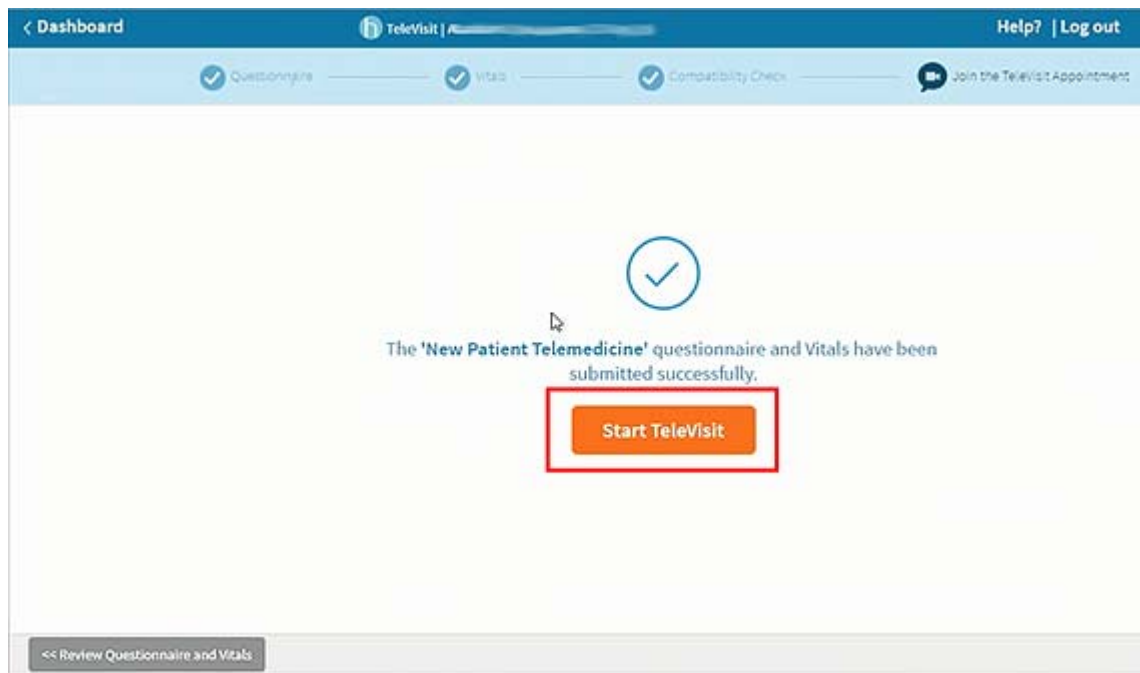 < Dashboard
TeleVisit |
Help? | Log out
Questionnaire
Vitals
Compatibility Check
Join the TeleVisit Appointment
The 'New Patient Telemedicine' questionnaire and Vitals have been
submitted successfully.
Start TeleVisit
<< Review Questionnaire and Vitals